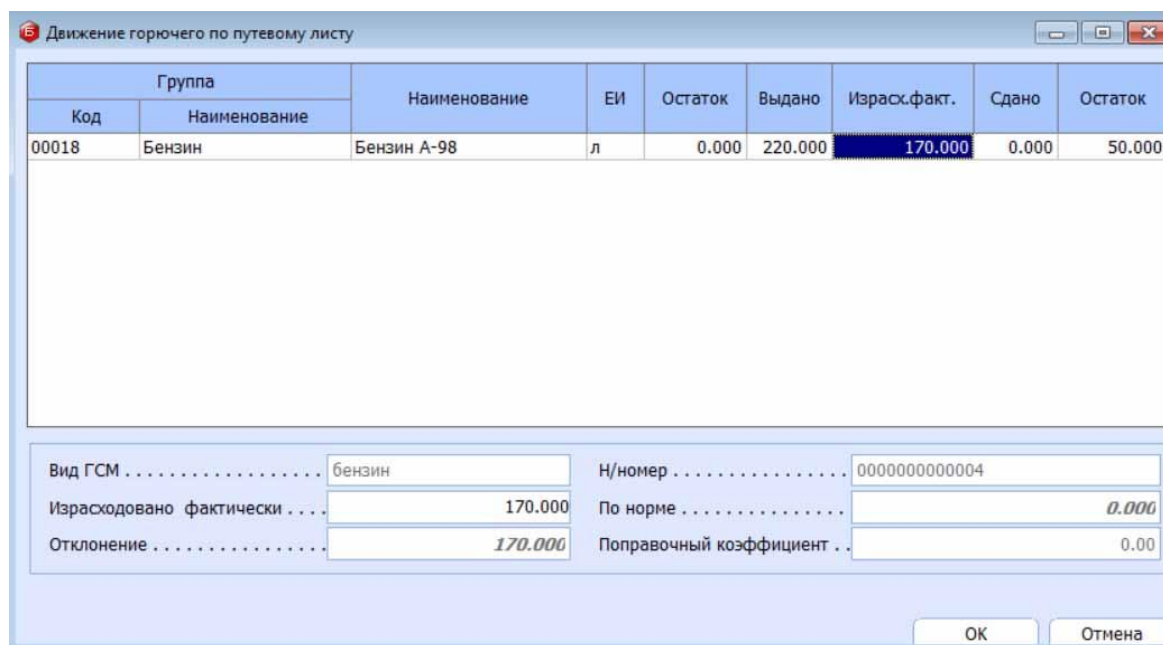 Движение горючего по путевому листу
Группа Наименование ЕИ Остаток Выдано Израсх.факт. Сдано Остаток
Код Наименование
00018 Бензин Бензин А-98 л 0.000 220.000 170.000 0.000 50.000
Вид ГСМ . . . . . . . . . . . . . . . . . . бензин Н/номер . . . . . . . . . . . . . . . . 0000000000004
Израсходовано фактически . . . . 170.000 По норме . . . . . . . . . . . . . . . 0.000
Отклонение . . . . . . . . . . . . . . . . 170.000 Поправочный коэффициент . . 0.00
ОК Отмена